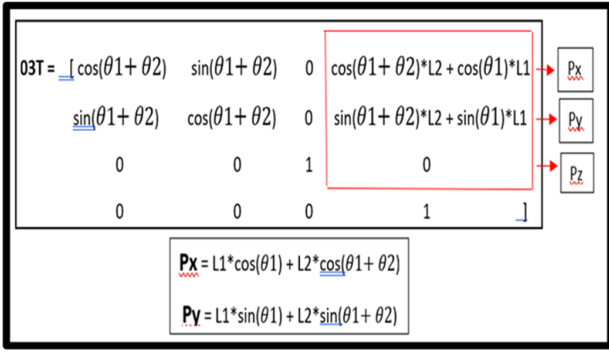 03T = [ cos(θ1+ θ2) sin(θ1+ θ2) 0 cos(θ1+ θ2)*L2 + cos(θ1)*L1 Px
sin(θ1+ θ2) cos(θ1+ θ2) 0 sin(θ1+ θ2)*L2 + sin(θ1)*L1 Py
0 0 1 0 Pz
0 0 0 1 ]
Px = L1*cos(θ1) + L2*cos(θ1+ θ2)
Py = L1*sin(θ1) + L2*sin(θ1+ θ2)